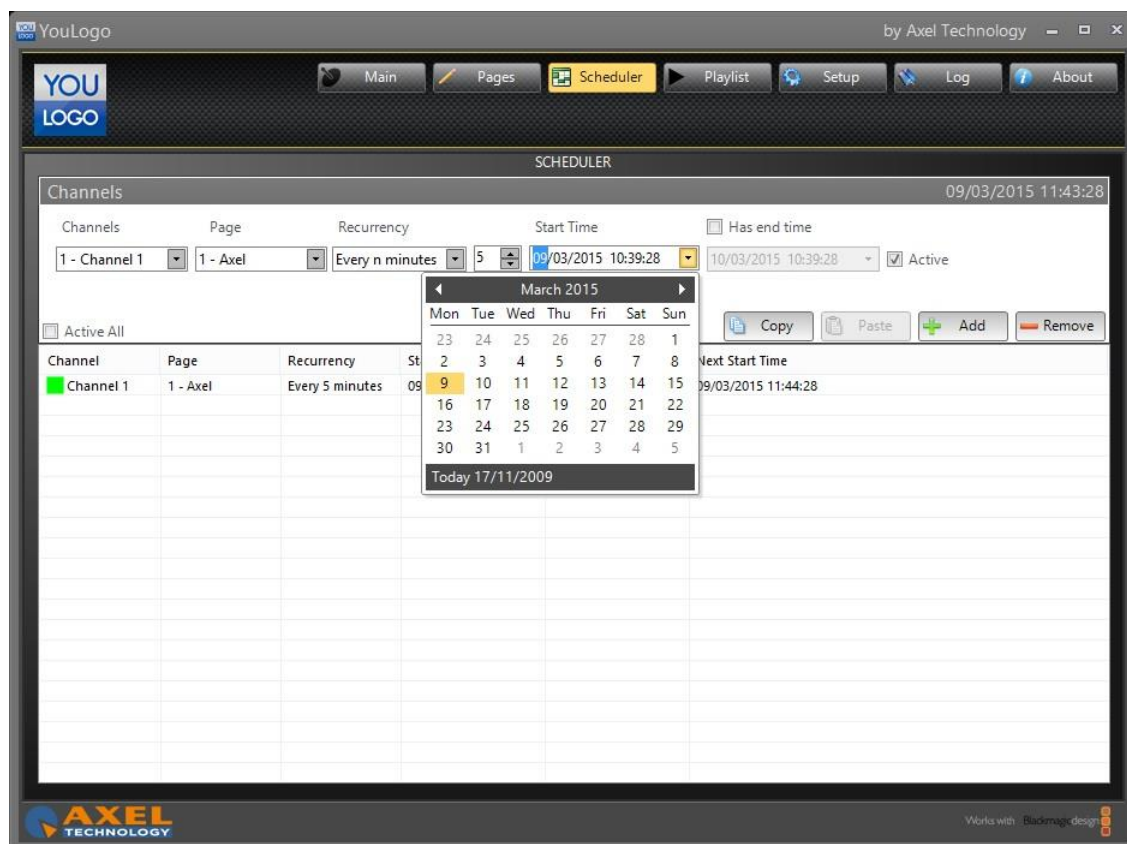 YouLogo by Axel Technology
YOU
LOGO
Main Pages Scheduler Playlist Setup Log About
SCHEDULER
Channels 09/03/2015 11:43:28
Channels Page Recurrency Start Time Has end time
1 - Channel 1 1 - Axel Every n minutes 5 09/03/2015 10:39:28 10/03/2015 10:39:28 Active
March 2015
Mon Tue Wed Thu Fri Sat Sun
23 24 25 26 27 28 1
2 3 4 5 6 7 8
9 10 11 12 13 14 15
16 17 18 19 20 21 22
23 24 25 26 27 28 29
30 31 1 2 3 4 5
Today 17/11/2009
Active All Copy Paste Add Remove
Channel Page Recurrency St Next Start Time
Channel 1 1 - Axel Every 5 minutes 09 09/03/2015 11:44:28
AXEL
TECHNOLOGY
Works with Blackmagicdesign